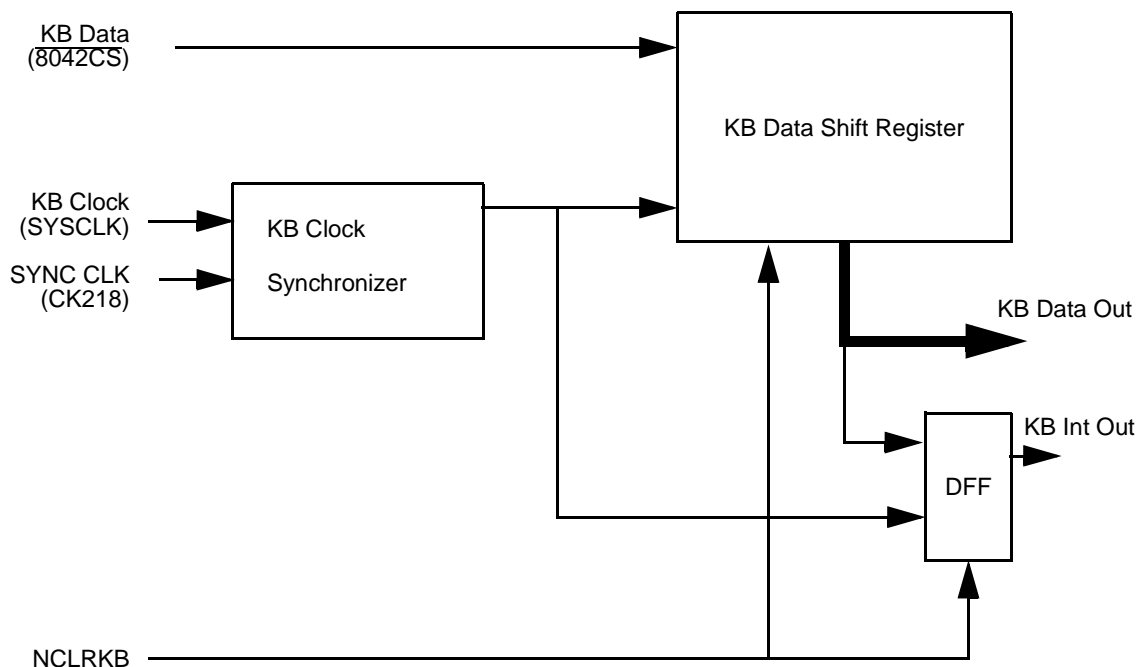 KB Data
(8042CS)
KB Data Shift Register
KB Clock
(SYSCLK)
KB Clock
Synchronizer
SYNC CLK
(CK218)
KB Data Out
KB Int Out
DFF
NCLRKB